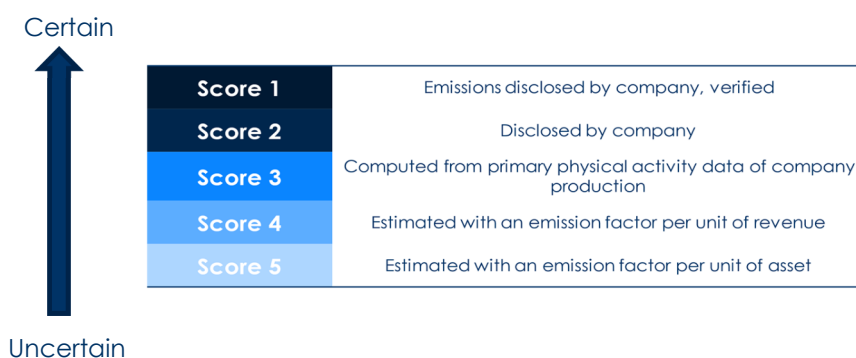 Certain
Score 1
Emissions disclosed by company, verified
Score 2
Disclosed by company
Score 3
Computed from primary physical activity data of company
production
Score 4
Estimated with an emission factor per unit of revenue
Score 5
Estimated with an emission factor per unit of asset
Uncertain